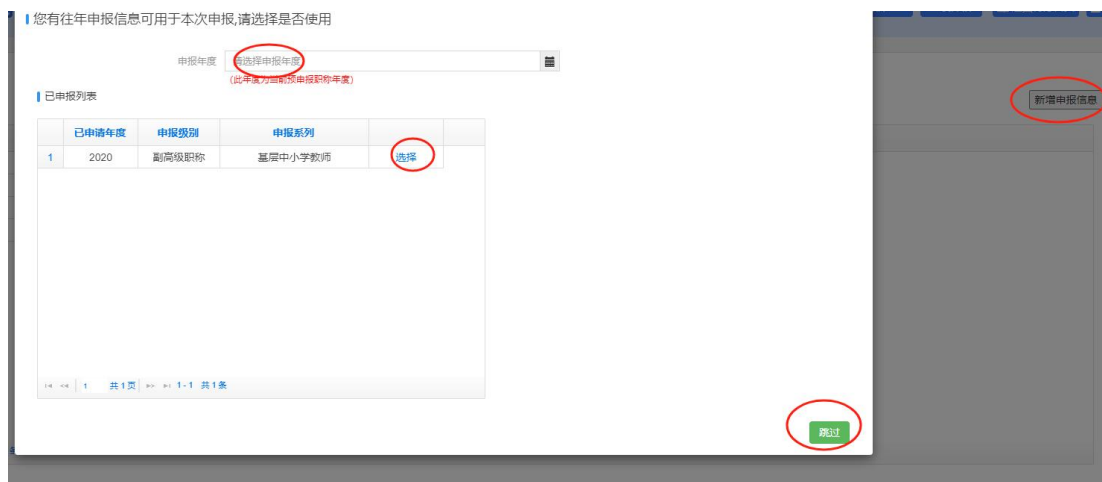 您有往年申报信息可用于本次申报,请选择是否使用
申报年度 请选择申报年度
(此年度为当前预申报职称年度)
已申报列表
新增申报信息
已申请年度 申报级别 申报系列
1 2020 副高级职称 基层中小学教师 选择
1 共1页 1-1 共1条
跳过